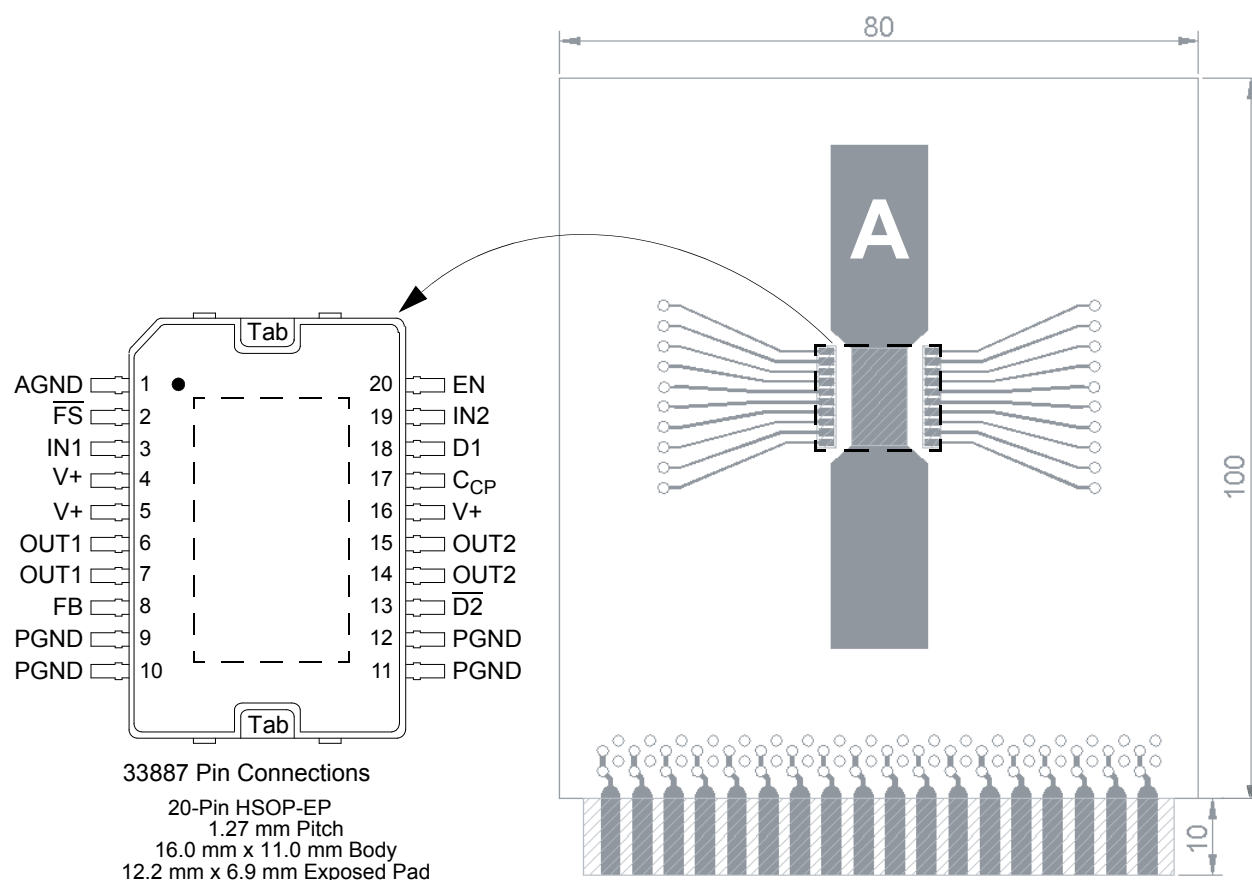 80
A
100
10
Tab
AGND 1 20 EN
F̅S̅ 2 19 IN2
IN1 3 18 D1
V+ 4 17 C_CP
V+ 5 16 V+
OUT1 6 15 OUT2
OUT1 7 14 OUT2
FB 8 13 D̅2̅
PGND 9 12 PGND
PGND 10 11 PGND
Tab
33887 Pin Connections
20-Pin HSOP-EP
1.27 mm Pitch
16.0 mm x 11.0 mm Body
12.2 mm x 6.9 mm Exposed Pad